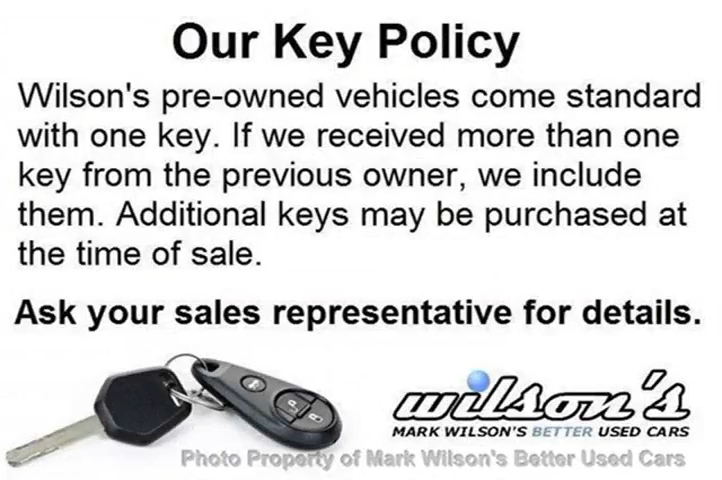 Our Key Policy
Wilson's pre-owned vehicles come standard
with one key. If we received more than one
key from the previous owner, we include
them. Additional keys may be purchased at
the time of sale.
Ask your sales representative for details.
wilson's
MARK WILSON'S BETTER USED CARS
Photo Property of Mark Wilson's Better Used Cars